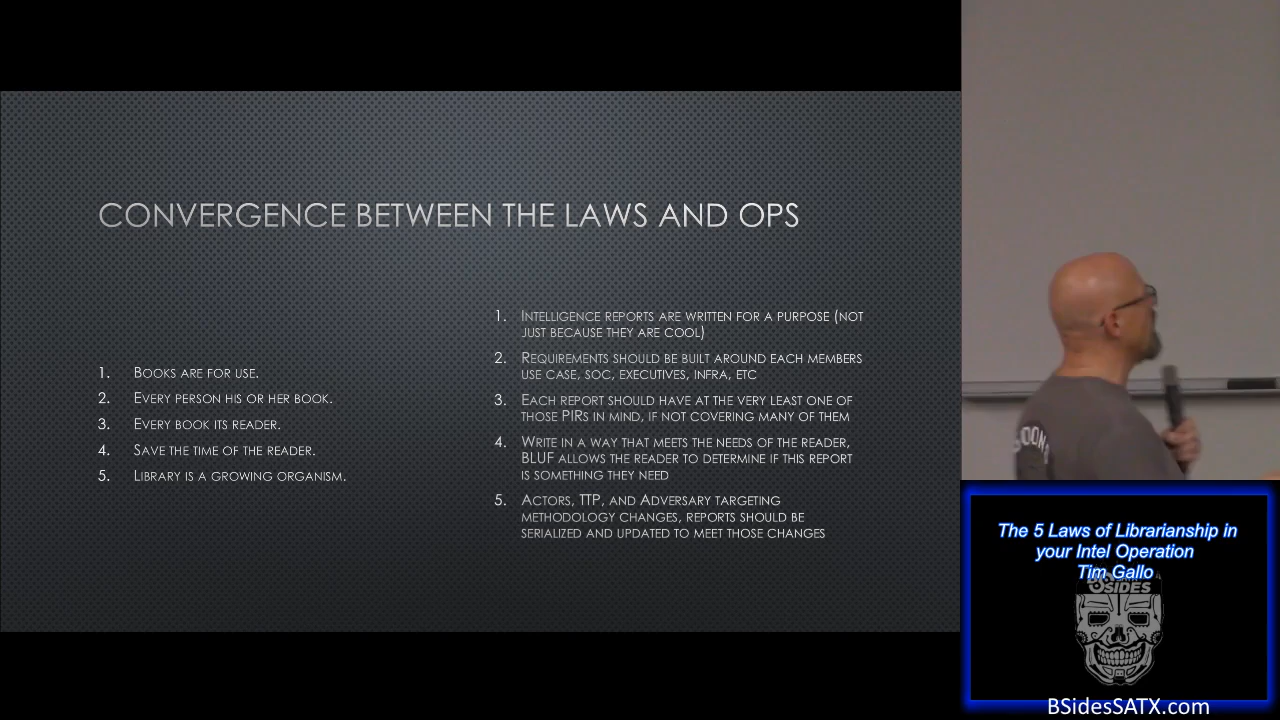 CONVERGENCE BETWEEN THE LAWS AND OPS
1. BOOKS ARE FOR USE.
2. EVERY PERSON HIS OR HER BOOK.
3. EVERY BOOK ITS READER.
4. SAVE THE TIME OF THE READER.
5. LIBRARY IS A GROWING ORGANISM.
1. INTELLIGENCE REPORTS ARE WRITTEN FOR A PURPOSE (NOT
JUST BECAUSE THEY ARE COOL)
2. REQUIREMENTS SHOULD BE BUILT AROUND EACH MEMBERS
USE CASE, SOC, EXECUTIVES, INFRA, ETC
3. EACH REPORT SHOULD HAVE AT THE VERY LEAST ONE OF
THOSE PIRS IN MIND, IF NOT COVERING MANY OF THEM
4. WRITE IN A WAY THAT MEETS THE NEEDS OF THE READER,
BLUF ALLOWS THE READER TO DETERMINE IF THIS REPORT
IS SOMETHING THEY NEED
5. ACTORS, TTP, AND ADVERSARY TARGETING
METHODOLOGY CHANGES, REPORTS SHOULD BE
SERIALIZED AND UPDATED TO MEET THOSE CHANGES
The 5 Laws of Librarianship in
your Intel Operation
Tim Gallo
BSIDES
BSidesSATX.com